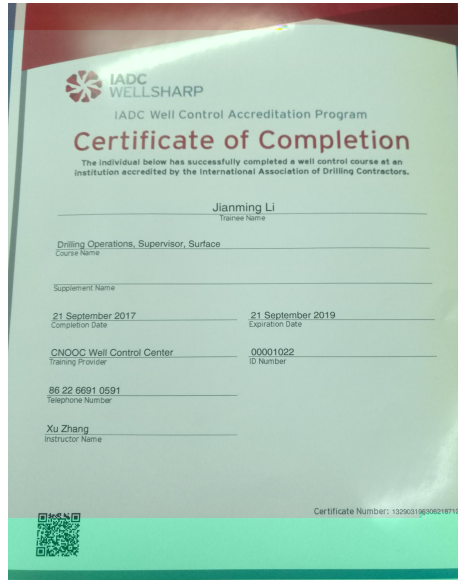 IADC
WELLSHARP
IADC Well Control Accreditation Program
Certificate of Completion
The individual below has successfully completed a well control course at an
institution accredited by the International Association of Drilling Contractors.
Jianming Li
Trainee Name
Drilling Operations, Supervisor, Surface
Course Name
Supplement Name
21 September 2017 21 September 2019
Completion Date Expiration Date
CNOOC Well Control Center 00001022
Training Provider ID Number
86 22 6691 0591
Telephone Number
Xu Zhang
Instructor Name
Certificate Number: